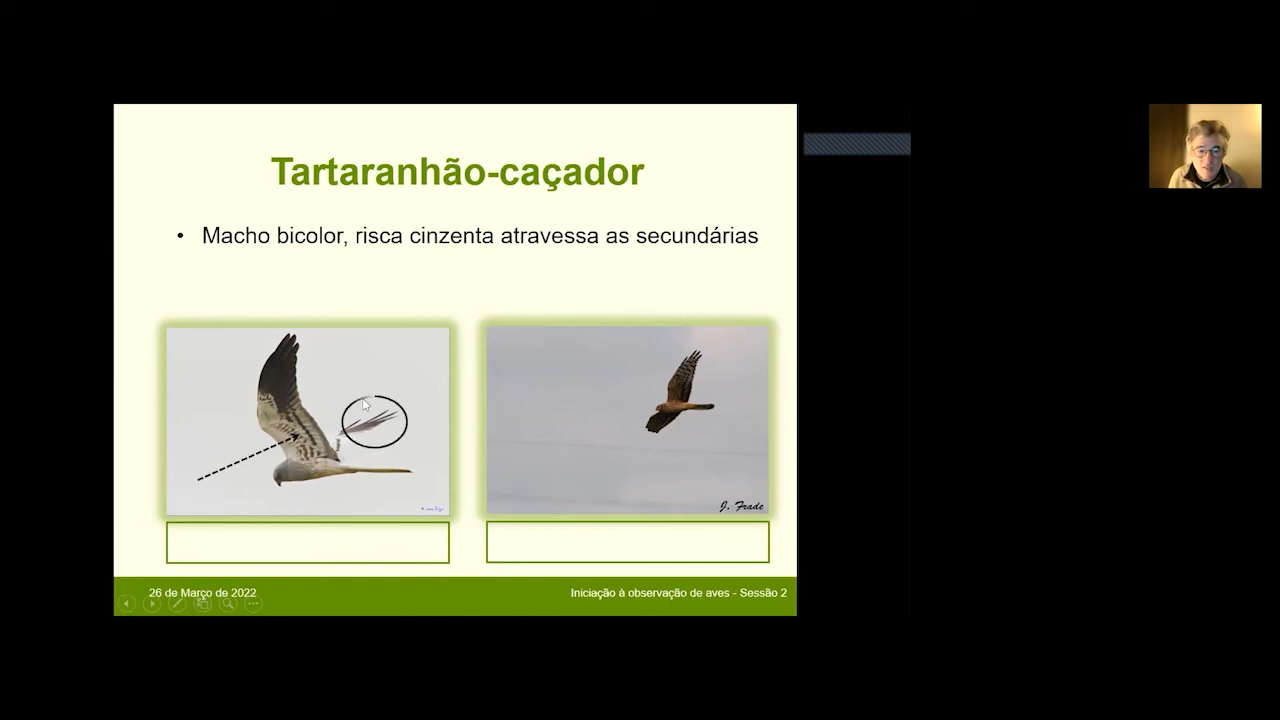 Tartaranhão-caçador
• Macho bicolor, risca cinzenta atravessa as secundárias
J. Frade
26 de Março de 2022
Iniciação à observação de aves - Sessão 2